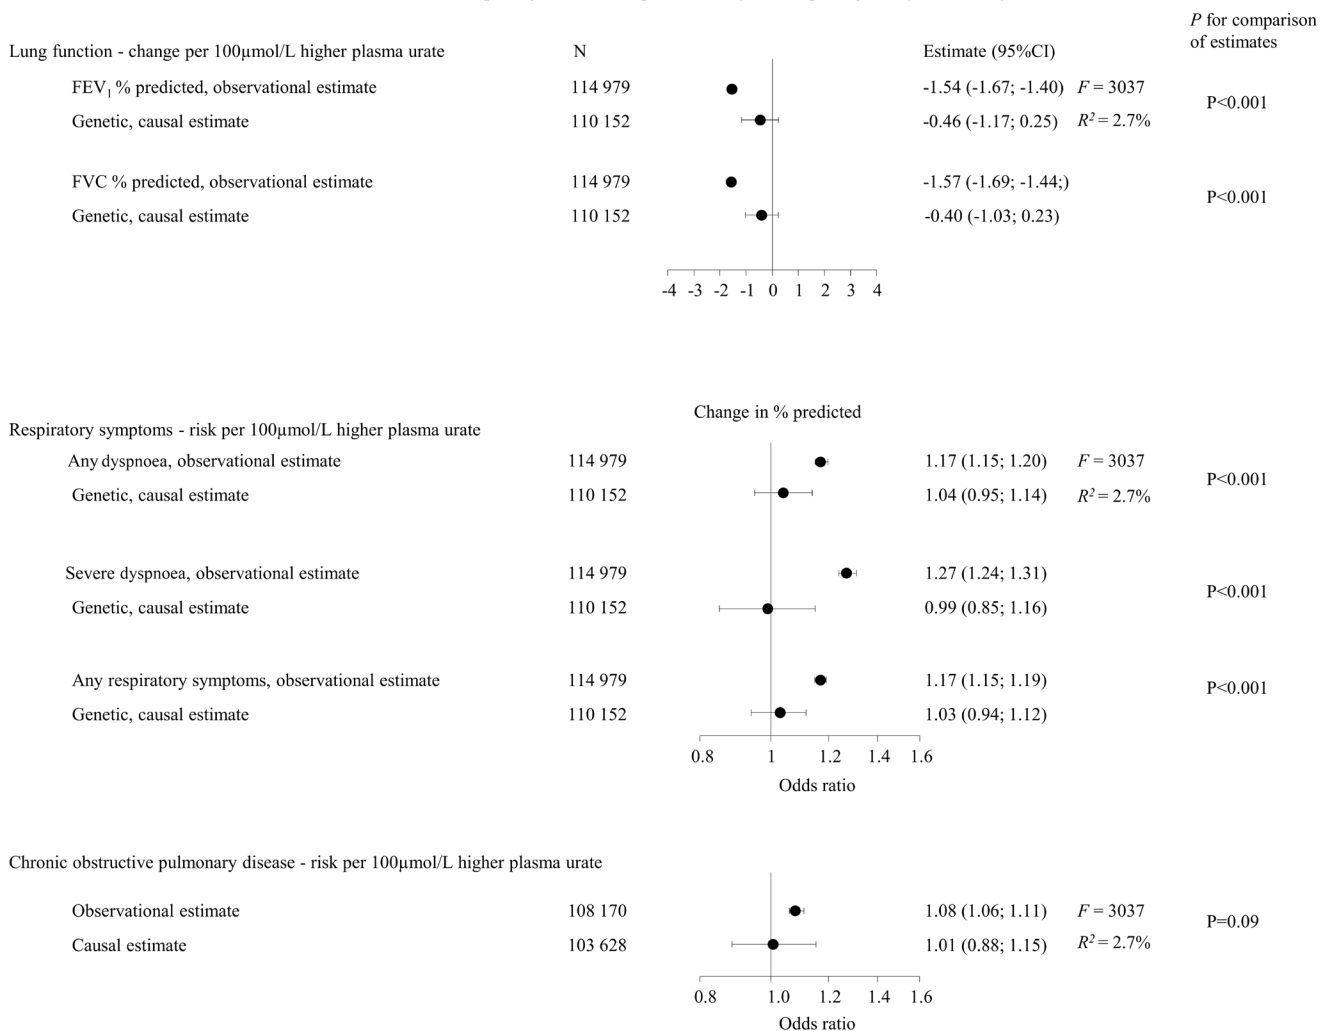 P for comparison
of estimates
Lung function - change per 100µmol/L higher plasma urate N Estimate (95%CI)
FEV1 % predicted, observational estimate 114 979 -1.54 (-1.67; -1.40) F = 3037
P<0.001
Genetic, causal estimate 110 152 -0.46 (-1.17; 0.25) R2 = 2.7%
FVC % predicted, observational estimate 114 979 -1.57 (-1.69; -1.44;)
P<0.001
Genetic, causal estimate 110 152 -0.40 (-1.03; 0.23)
-4 -3 -2 -1 0 1 2 3 4
Change in % predicted
Respiratory symptoms - risk per 100µmol/L higher plasma urate
Any dyspnoea, observational estimate 114 979 1.17 (1.15; 1.20) F = 3037
P<0.001
Genetic, causal estimate 110 152 1.04 (0.95; 1.14) R2 = 2.7%
Severe dyspnoea, observational estimate 114 979 1.27 (1.24; 1.31)
P<0.001
Genetic, causal estimate 110 152 0.99 (0.85; 1.16)
Any respiratory symptoms, observational estimate 114 979 1.17 (1.15; 1.19)
P<0.001
Genetic, causal estimate 110 152 1.03 (0.94; 1.12)
0.8 1 1.2 1.4 1.6
Odds ratio
Chronic obstructive pulmonary disease - risk per 100µmol/L higher plasma urate
Observational estimate 108 170 1.08 (1.06; 1.11) F = 3037
P=0.09
Causal estimate 103 628 1.01 (0.88; 1.15) R2 = 2.7%
0.8 1.0 1.2 1.4 1.6
Odds ratio